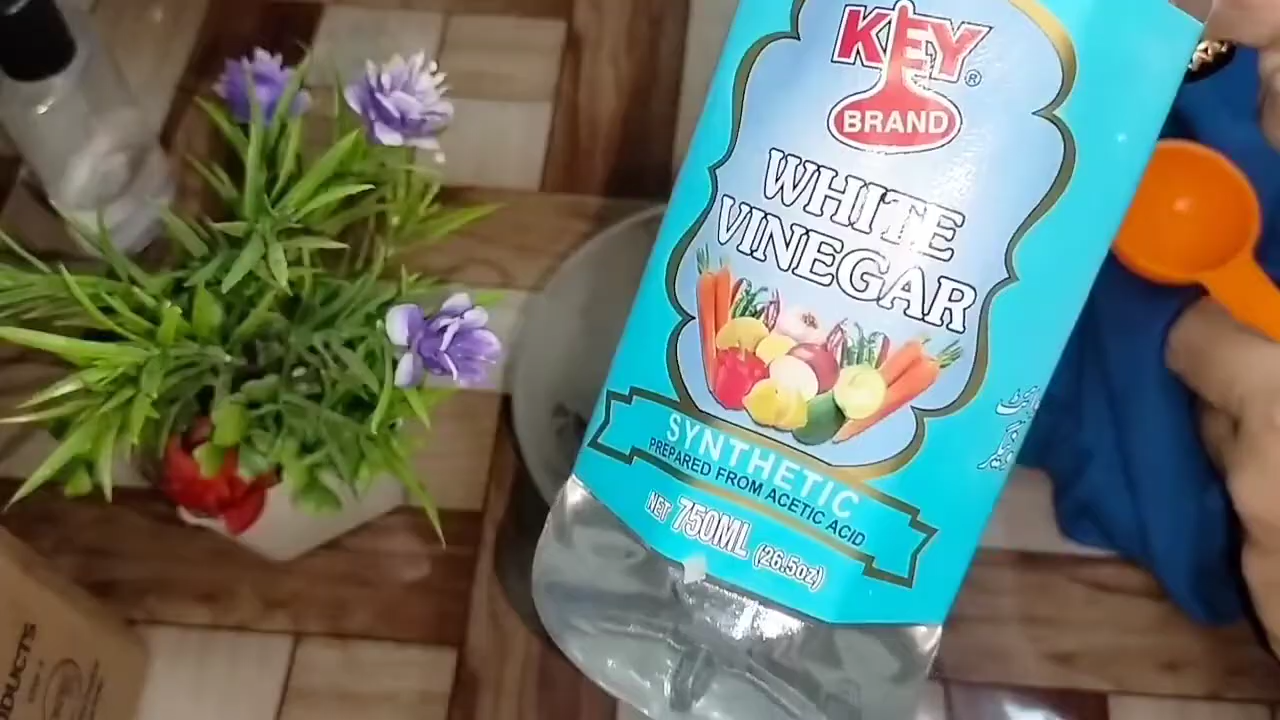 KEY
®
BRAND
WHITE
VINEGAR
SYNTHETIC
PREPARED FROM ACETIC ACID
NET 750ML (26.5oz)